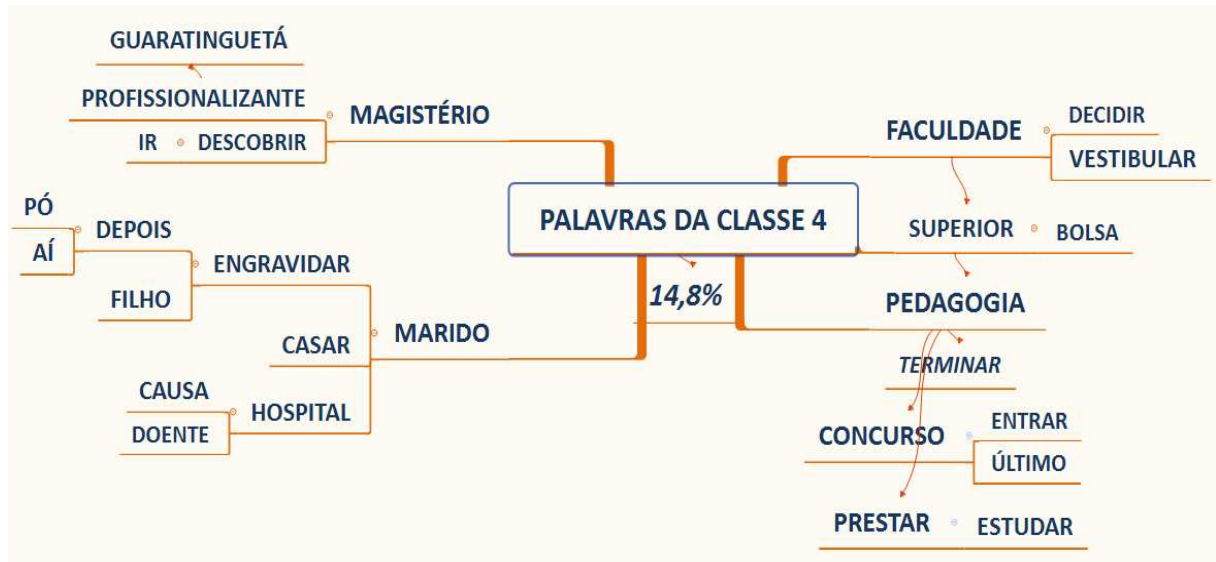 GUARATINGUETÁ
PROFISSIONALIZANTE
MAGISTÉRIO
IR
DESCOBRIR
PÓ
AÍ
DEPOIS
ENGRAVIDAR
FILHO
CASAR
MARIDO
CAUSA
DOENTE
HOSPITAL
PALAVRAS DA CLASSE 4
14,8%
FACULDADE
DECIDIR
VESTIBULAR
SUPERIOR
BOLSA
PEDAGOGIA
TERMINAR
CONCURSO
ENTRAR
ÚLTIMO
PRESTAR
ESTUDAR